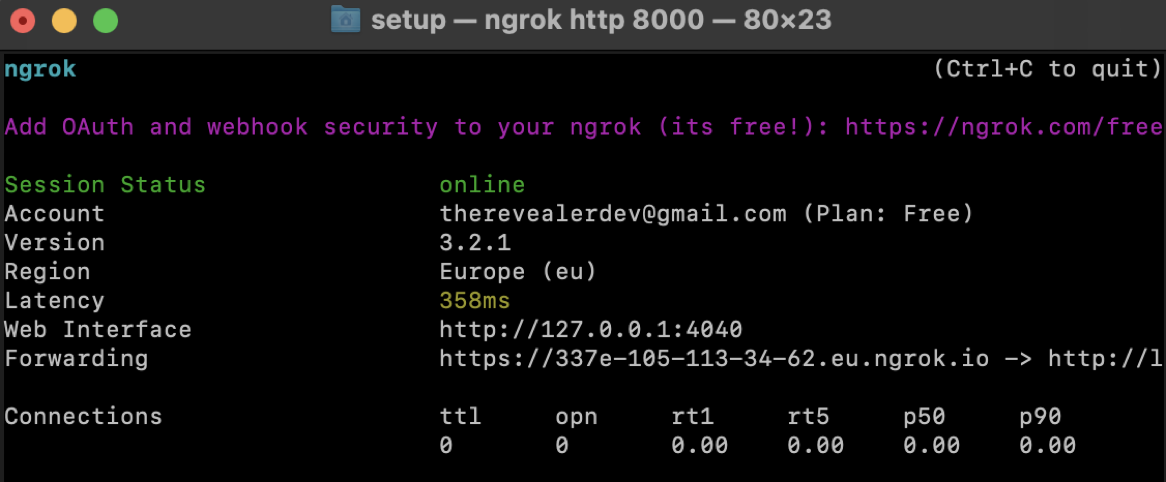 setup — ngrok http 8000 — 80×23
ngrok (Ctrl+C to quit)
Add OAuth and webhook security to your ngrok (its free!): https://ngrok.com/free
Session Status online
Account therevealerdev@gmail.com (Plan: Free)
Version 3.2.1
Region Europe (eu)
Latency 358ms
Web Interface http://127.0.0.1:4040
Forwarding https://337e-105-113-34-62.eu.ngrok.io -> http://l
Connections ttl opn rt1 rt5 p50 p90
0 0 0.00 0.00 0.00 0.00